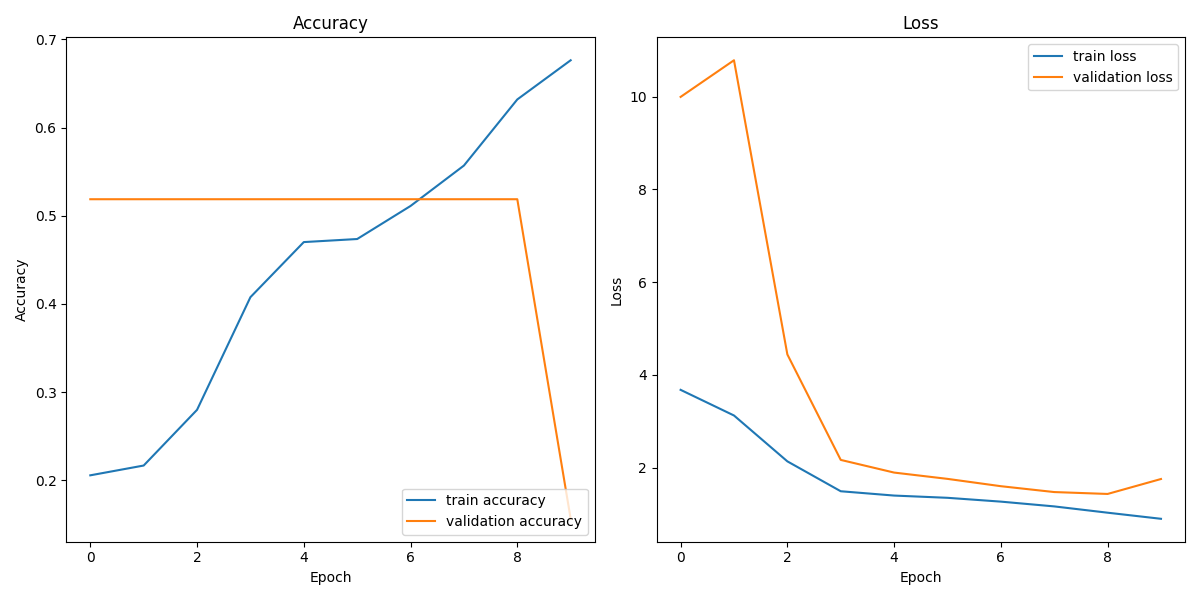 Accuracy
0.7
0.6
0.5
0.4
0.3
0.2
Accuracy
0 2 4 6 8
Epoch
train accuracy
validation accuracy
Loss
10
8
6
4
2
Loss
0 2 4 6 8
Epoch
train loss
validation loss